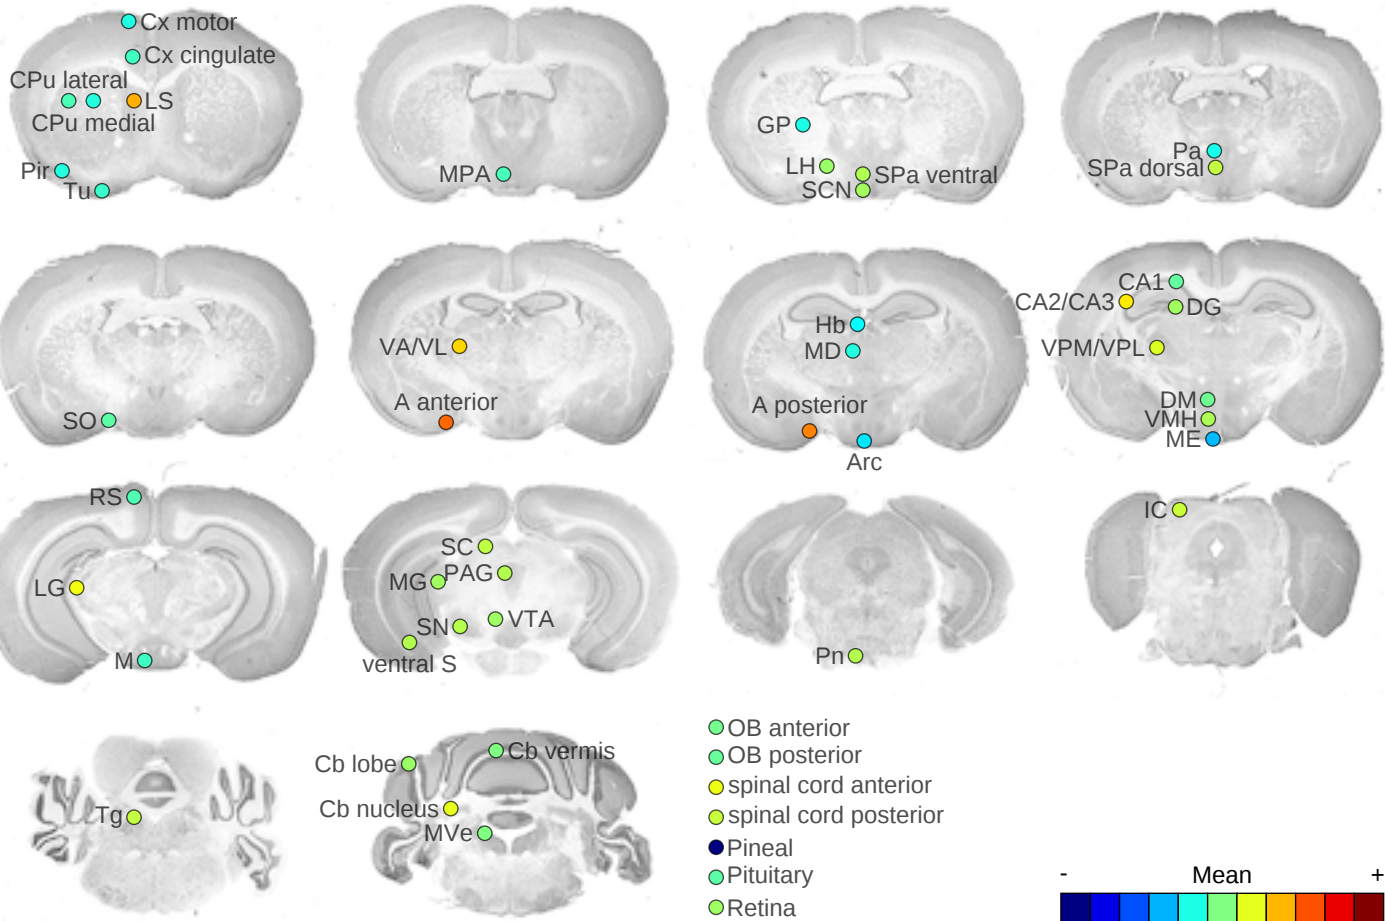 Cx motor
Cx cingulate
CPu lateral
LS
CPu medial
Pir
Tu
MPA
GP
LH
SPa ventral
SCN
Pa
SPa dorsal
SO
VA/VL
A anterior
Hb
MD
A posterior
Arc
CA1
CA2/CA3
DG
VPM/VPL
DM
VMH
ME
RS
LG
M
SC
MG
PAG
SN
VTA
ventral S
Pn
IC
Tg
Cb lobe
Cb vermis
Cb nucleus
MVe
OB anterior
OB posterior
spinal cord anterior
spinal cord posterior
Pineal
Pituitary
Retina
- Mean +